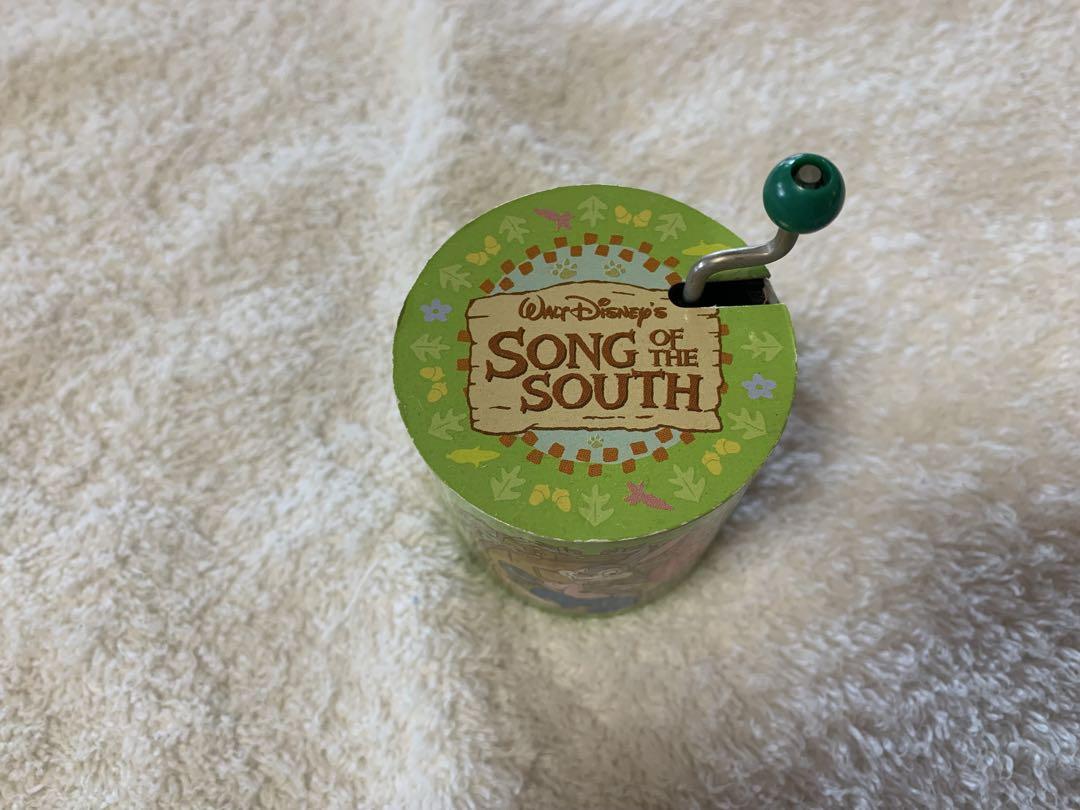 Walt Disney's
SONG OF THE
SOUTH